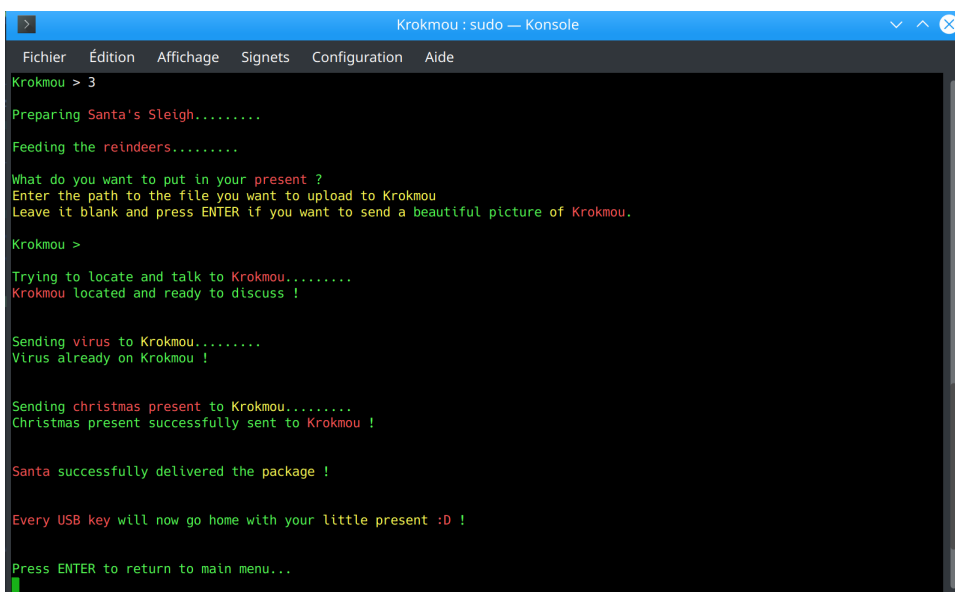 Krokmou : sudo — Konsole
Fichier Édition Affichage Signets Configuration Aide
Krokmou > 3
Preparing Santa's Sleigh.........
Feeding the reindeers.........
What do you want to put in your present ?
Enter the path to the file you want to upload to Krokmou
Leave it blank and press ENTER if you want to send a beautiful picture of Krokmou.
Krokmou >
Trying to locate and talk to Krokmou.........
Krokmou located and ready to discuss !
Sending virus to Krokmou.........
Virus already on Krokmou !
Sending christmas present to Krokmou.........
Christmas present successfully sent to Krokmou !
Santa successfully delivered the package !
Every USB key will now go home with your little present :D !
Press ENTER to return to main menu...